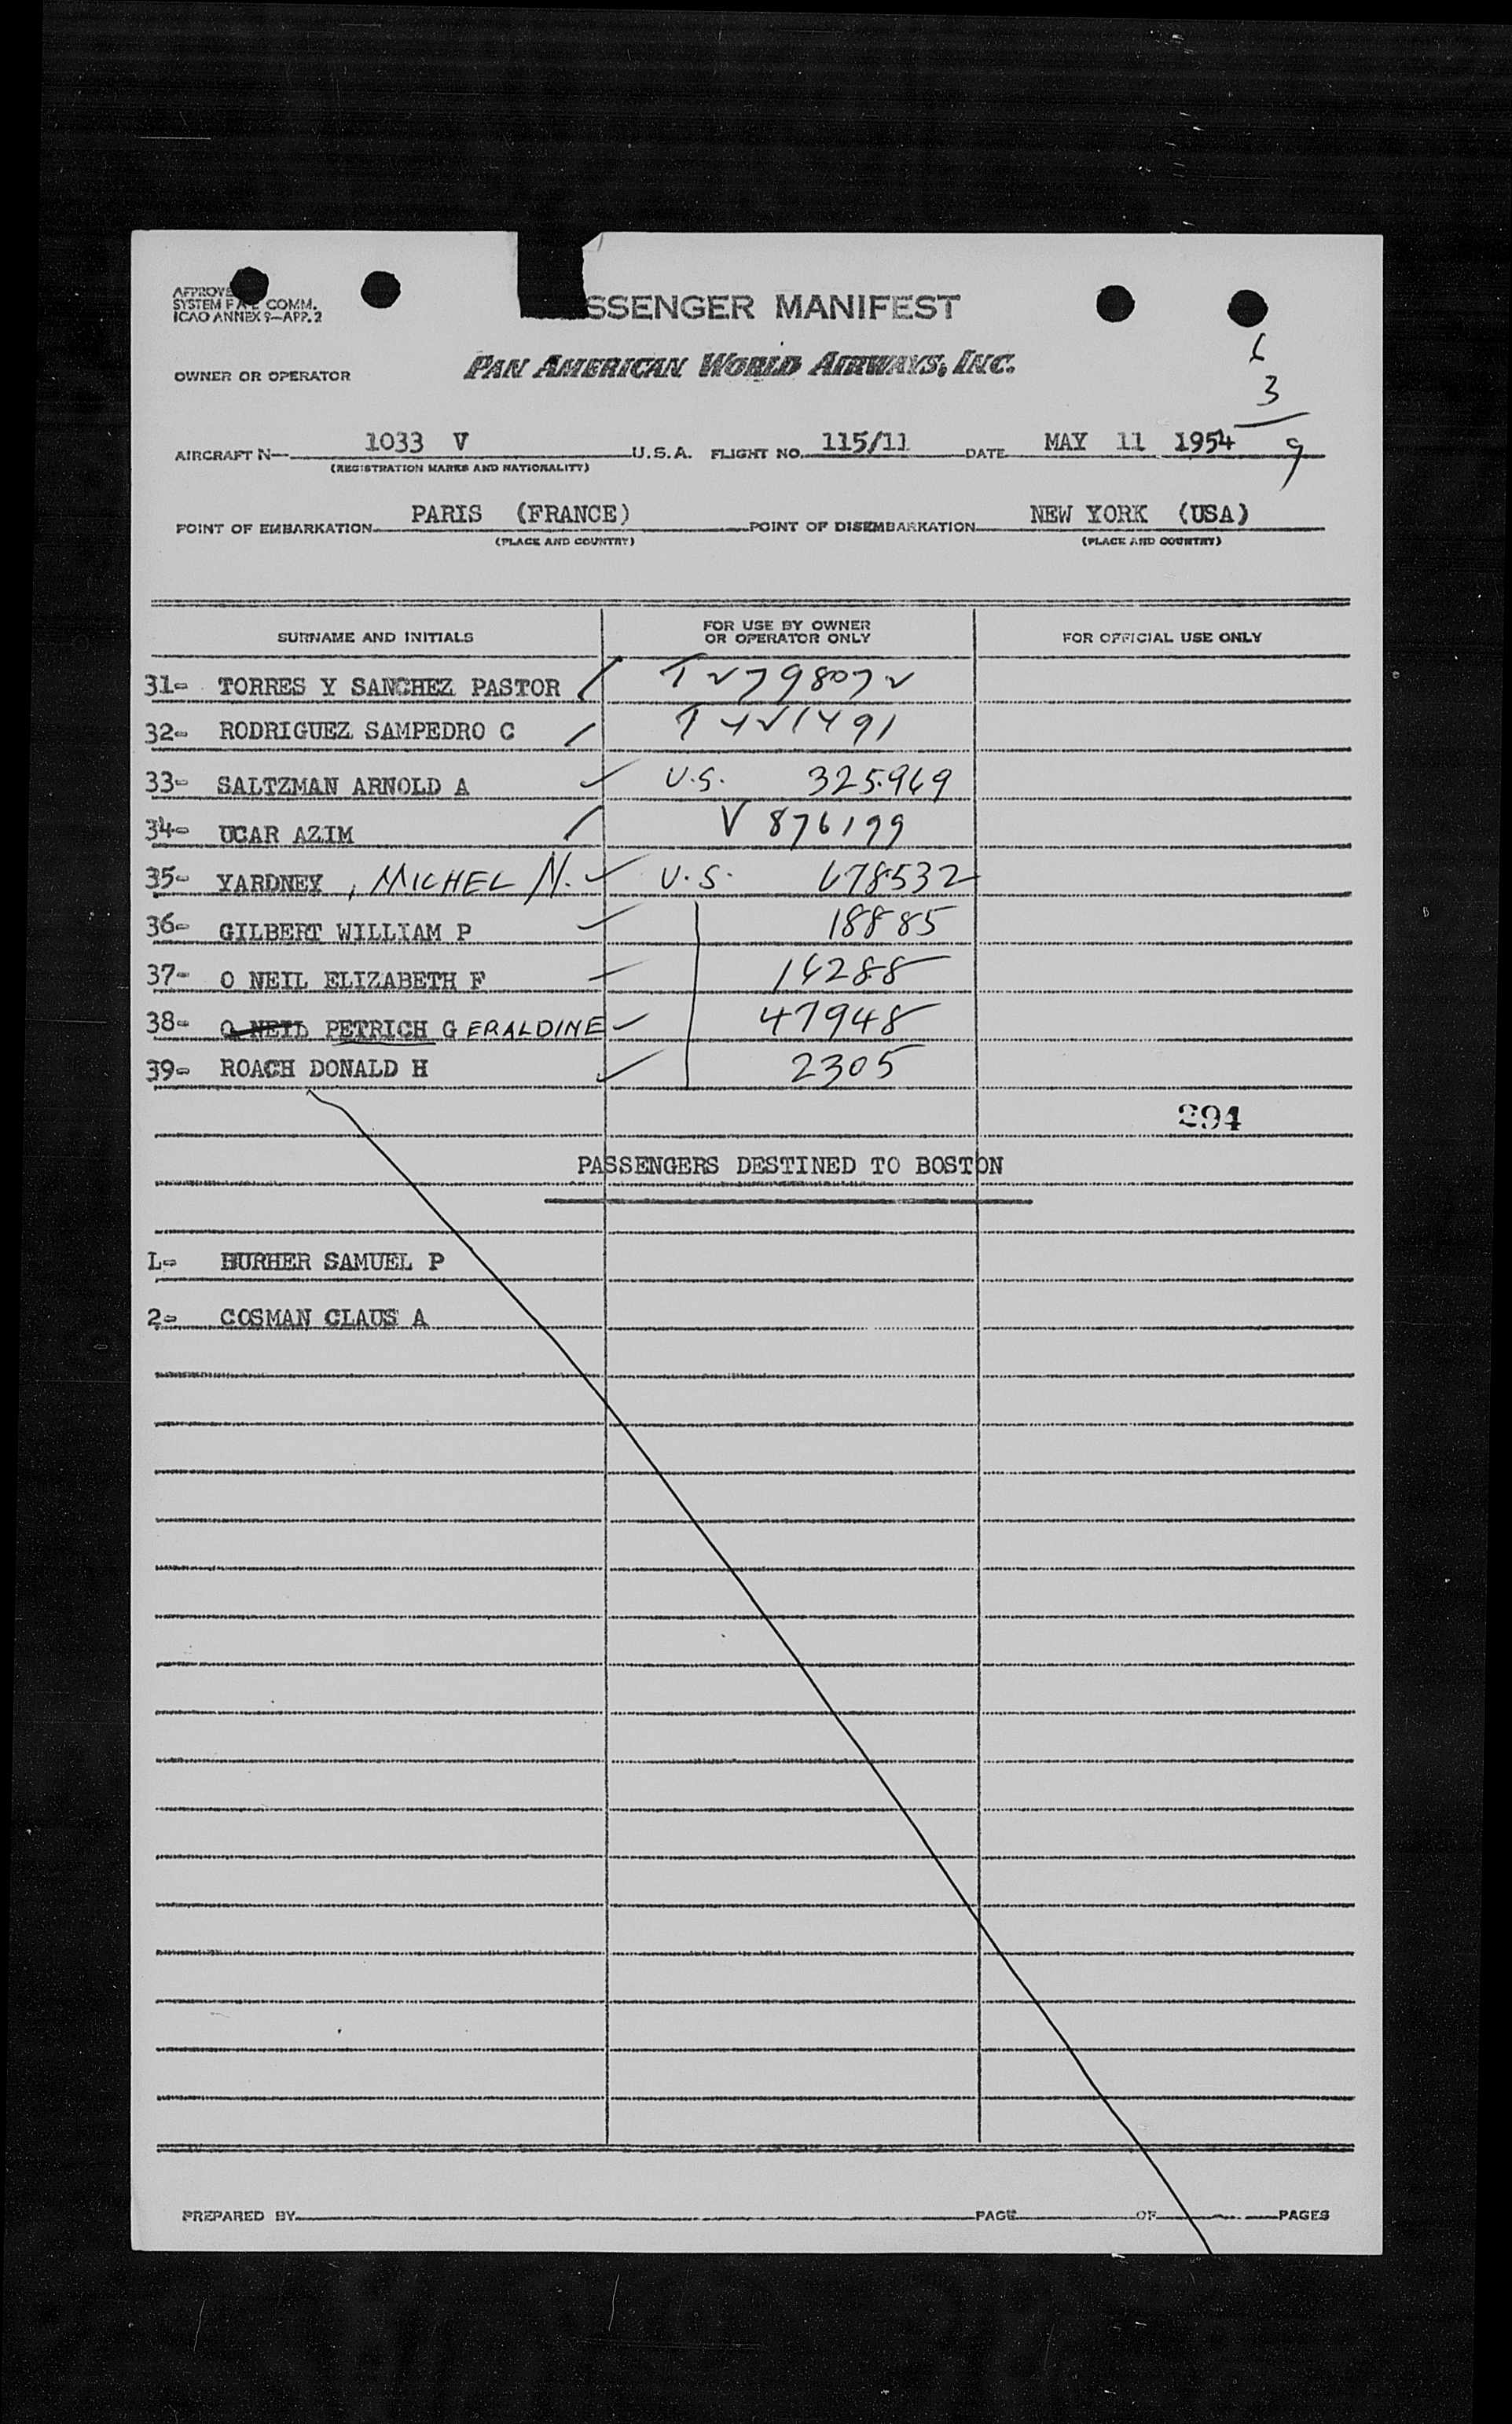 APPROVE
SYSTEM F A L COMM.
ICAO ANNEX 9—APP. 2
SSENGER MANIFEST
OWNER OR OPERATOR PAN AMERICAN WORLD AIRWAYS, INC.
6
3
9
AIRCRAFT N— 1033 V U.S.A. FLIGHT NO. 115/11 DATE MAY 11 1954
(REGISTRATION MARKS AND NATIONALITY)
POINT OF EMBARKATION PARIS (FRANCE) POINT OF DISEMBARKATION NEW YORK (USA)
(PLACE AND COUNTRY) (PLACE AND COUNTRY)
SURNAME AND INITIALS FOR USE BY OWNER OR OPERATOR ONLY FOR OFFICIAL USE ONLY
31- TORRES Y SANCHEZ PASTOR
32- RODRIGUEZ SAMPEDRO C
33- SALTZMAN ARNOLD A U.S. 325969
34- UCAR AZIM V 876199
35- YARDNEY, MICHEL N. U.S. 678532
36- GILBERT WILLIAM P 18885
37- O NEIL ELIZABETH F 16288
38- O NEIL PETRICH GERALDINE 47948
39- ROACH DONALD H 2305
294
PASSENGERS DESTINED TO BOSTON
L- SAMUEL P
2- COSMAN CLAUS A
PREPARED BY PAGE OF PAGES